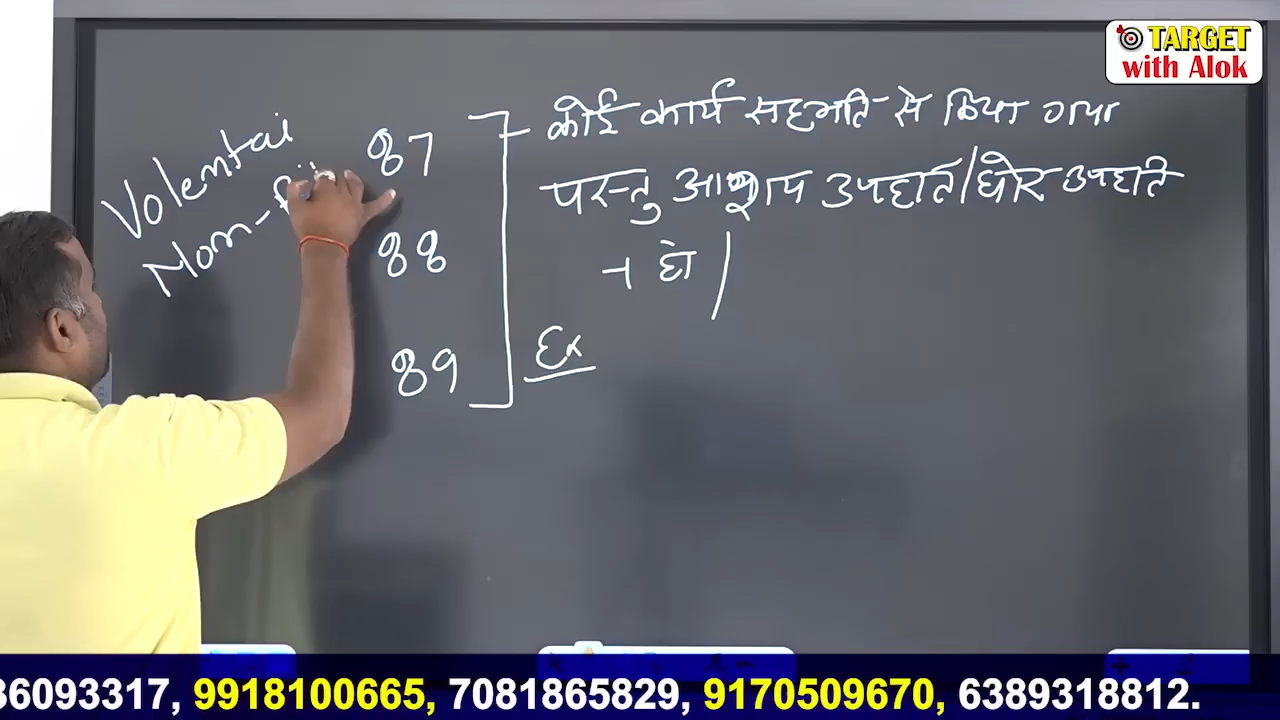 TARGET
with Alok
Volentai
Non-
87
88
89
कोई कार्य सहमति से किया गया
परन्तु आशय उपहति/घोर उपहति
न हो |
Ex
36093317, 9918100665, 7081865829, 9170509670, 6389318812.